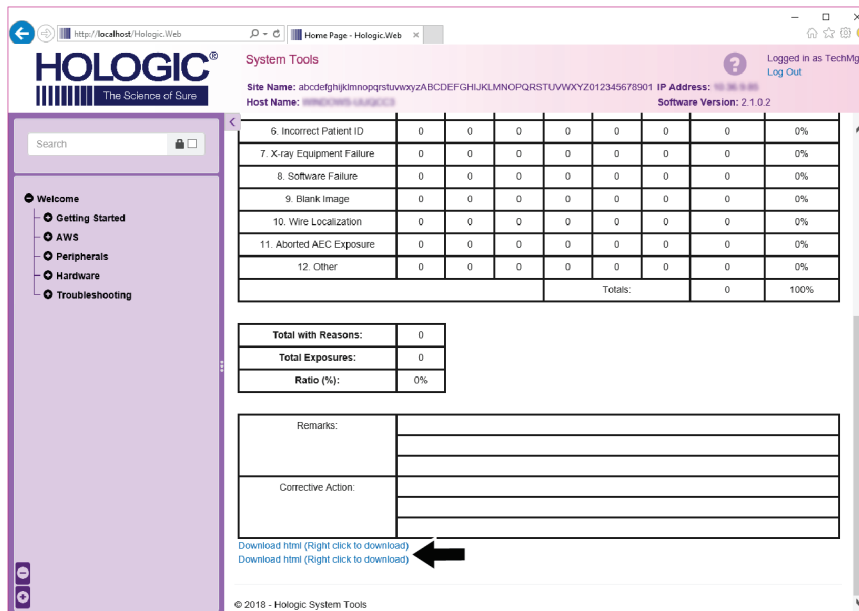 http://localhost/Hologic.Web
Home Page - Hologic.Web
HOLOGIC®
The Science of Sure
System Tools
?
Logged in as TechMg
Log Out
Site Name: abcdefghijklmnopqrstuvwxyzABCDEFGHIJKLMNOPQRSTUVWXYZ012345678901 IP Address:
Host Name:
Software Version: 2.1.0.2
Search
Welcome
Getting Started
AWS
Peripherals
Hardware
Troubleshooting
6. Incorrect Patient ID 0 0 0 0 0 0 0 0%
7. X-ray Equipment Failure 0 0 0 0 0 0 0 0%
8. Software Failure 0 0 0 0 0 0 0 0%
9. Blank Image 0 0 0 0 0 0 0 0%
10. Wire Localization 0 0 0 0 0 0 0 0%
11. Aborted AEC Exposure 0 0 0 0 0 0 0 0%
12. Other 0 0 0 0 0 0 0 0%
Totals: 0 100%
Total with Reasons: 0
Total Exposures: 0
Ratio (%): 0%
Remarks:
Corrective Action:
Download html (Right click to download)
Download html (Right click to download)
© 2018 - Hologic System Tools